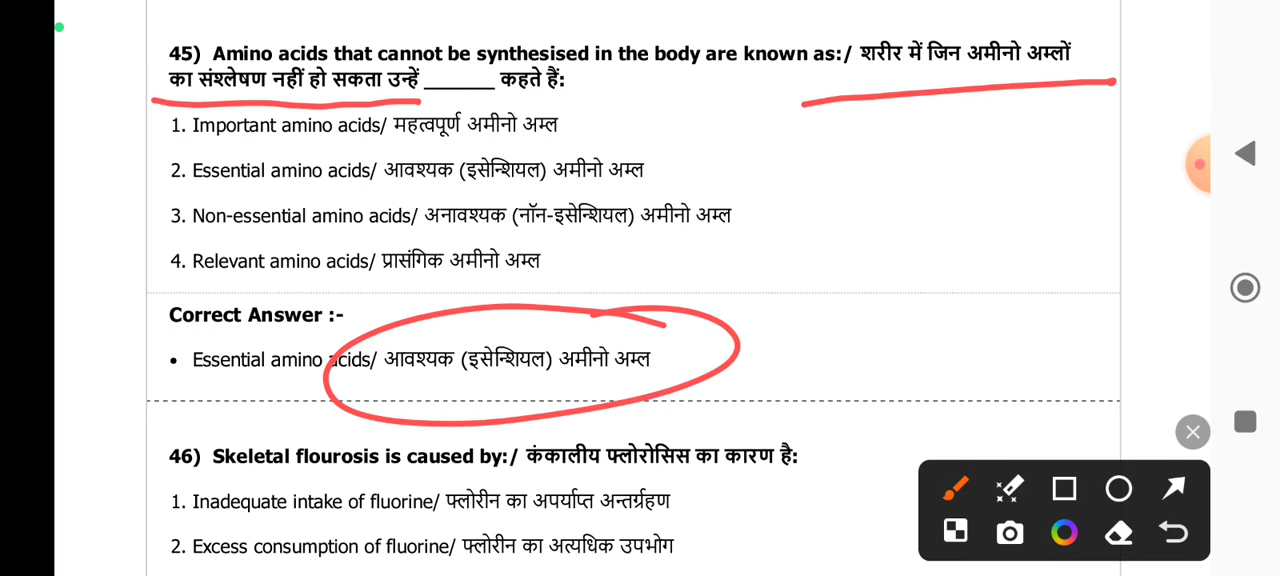 45) Amino acids that cannot be synthesised in the body are known as:/ शरीर में जिन अमीनो अम्लों
का संश्लेषण नहीं हो सकता उन्हें ______ कहते हैं:
1. Important amino acids/ महत्वपूर्ण अमीनो अम्ल
2. Essential amino acids/ आवश्यक (इसेन्शियल) अमीनो अम्ल
3. Non-essential amino acids/ अनावश्यक (नॉन-इसेन्शियल) अमीनो अम्ल
4. Relevant amino acids/ प्रासंगिक अमीनो अम्ल
Correct Answer :-
• Essential amino acids/ आवश्यक (इसेन्शियल) अमीनो अम्ल
46) Skeletal flourosis is caused by:/ कंकालीय फ्लोरोसिस का कारण है:
1. Inadequate intake of fluorine/ फ्लोरीन का अपर्याप्त अन्तर्ग्रहण
2. Excess consumption of fluorine/ फ्लोरीन का अत्यधिक उपभोग